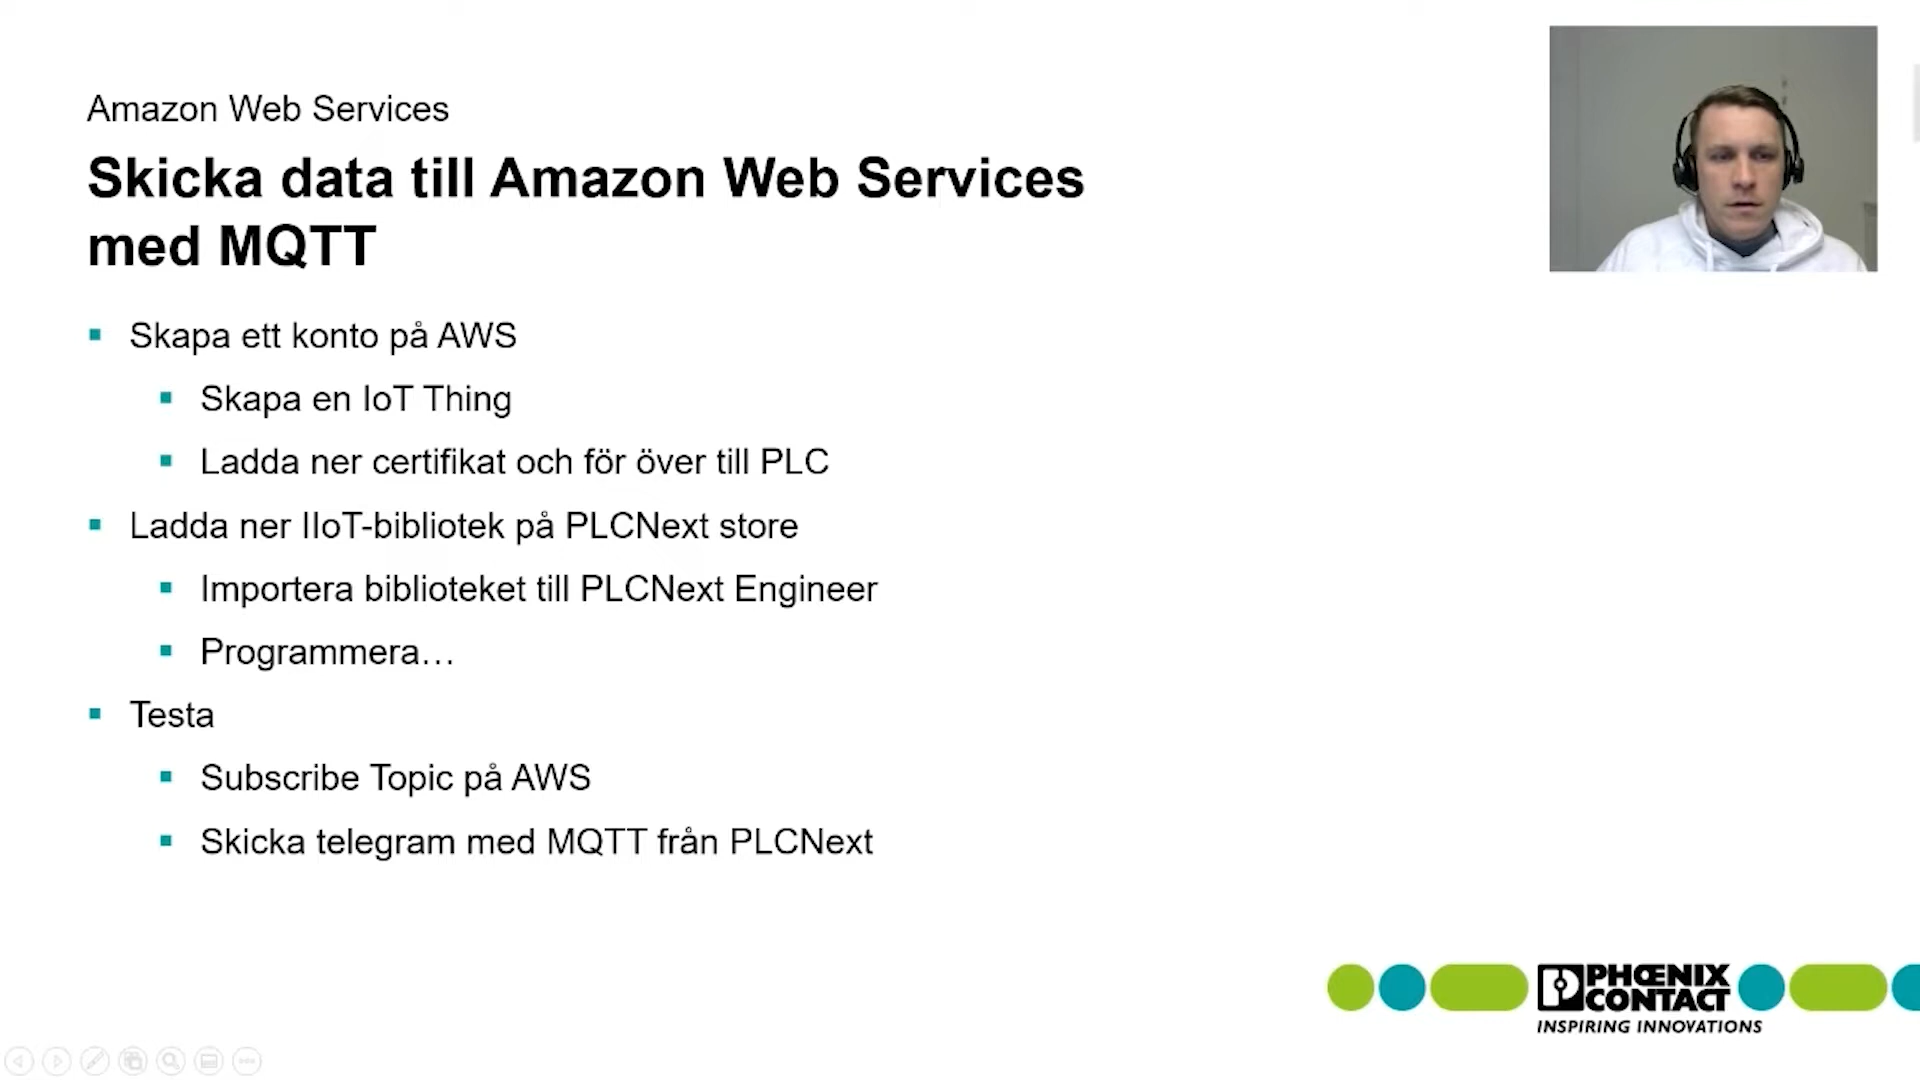 Amazon Web Services
Skicka data till Amazon Web Services
med MQTT
Skapa ett konto på AWS
Skapa en IoT Thing
Ladda ner certifikat och för över till PLC
Ladda ner IIoT-bibliotek på PLCNext store
Importera biblioteket till PLCNext Engineer
Programmera…
Testa
Subscribe Topic på AWS
Skicka telegram med MQTT från PLCNext
PHŒNIX
CONTACT
INSPIRING INNOVATIONS